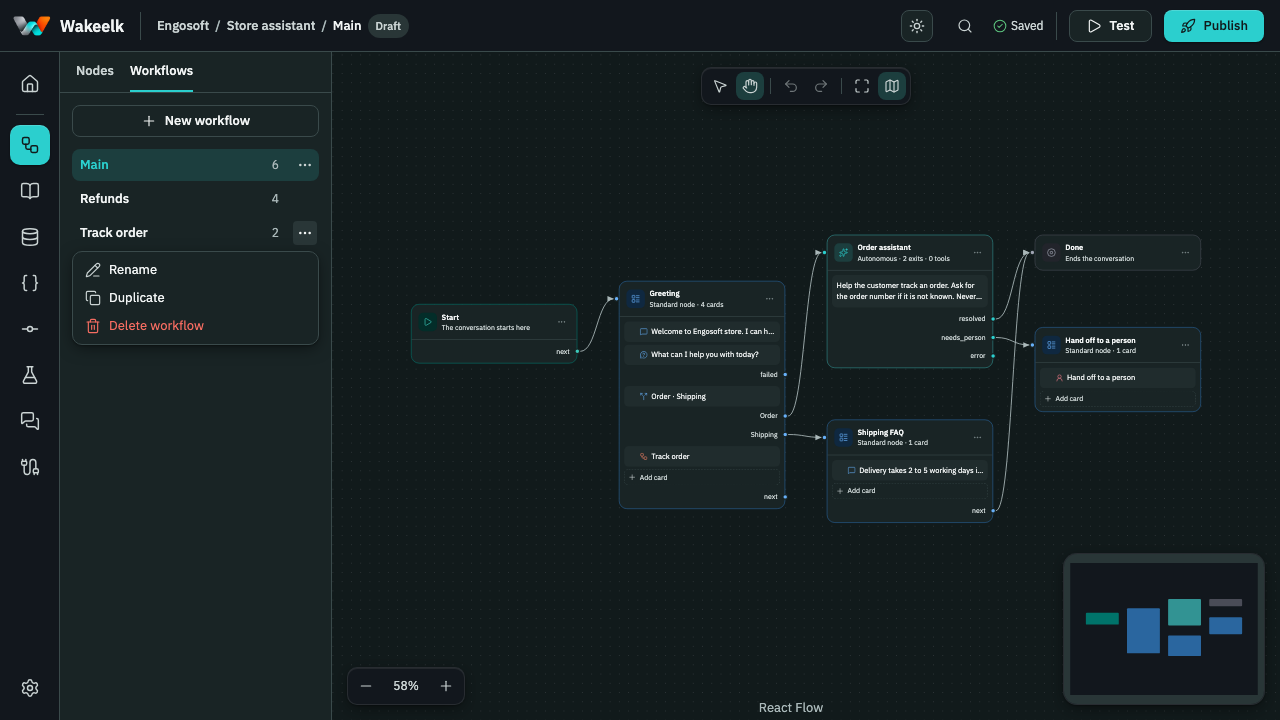 Wakeelk
Engosoft / Store assistant / Main Draft
Saved
Test
Publish
Nodes
Workflows
New workflow
Main 6
Refunds 4
Track order 2
Rename
Duplicate
Delete workflow
Start
The conversation starts here
next
Greeting
Standard node · 4 cards
Welcome to Engosoft store. I can h...
What can I help you with today?
failed
Order · Shipping
Order
Shipping
Track order
Add card
next
Order assistant
Autonomous · 2 exits · 0 tools
Help the customer track an order. Ask for
the order number if it is not known. Never...
resolved
needs_person
error
Shipping FAQ
Standard node · 1 card
Delivery takes 2 to 5 working days i...
Add card
next
Done
Ends the conversation
Hand off to a person
Standard node · 1 card
Hand off to a person
Add card
58%
React Flow